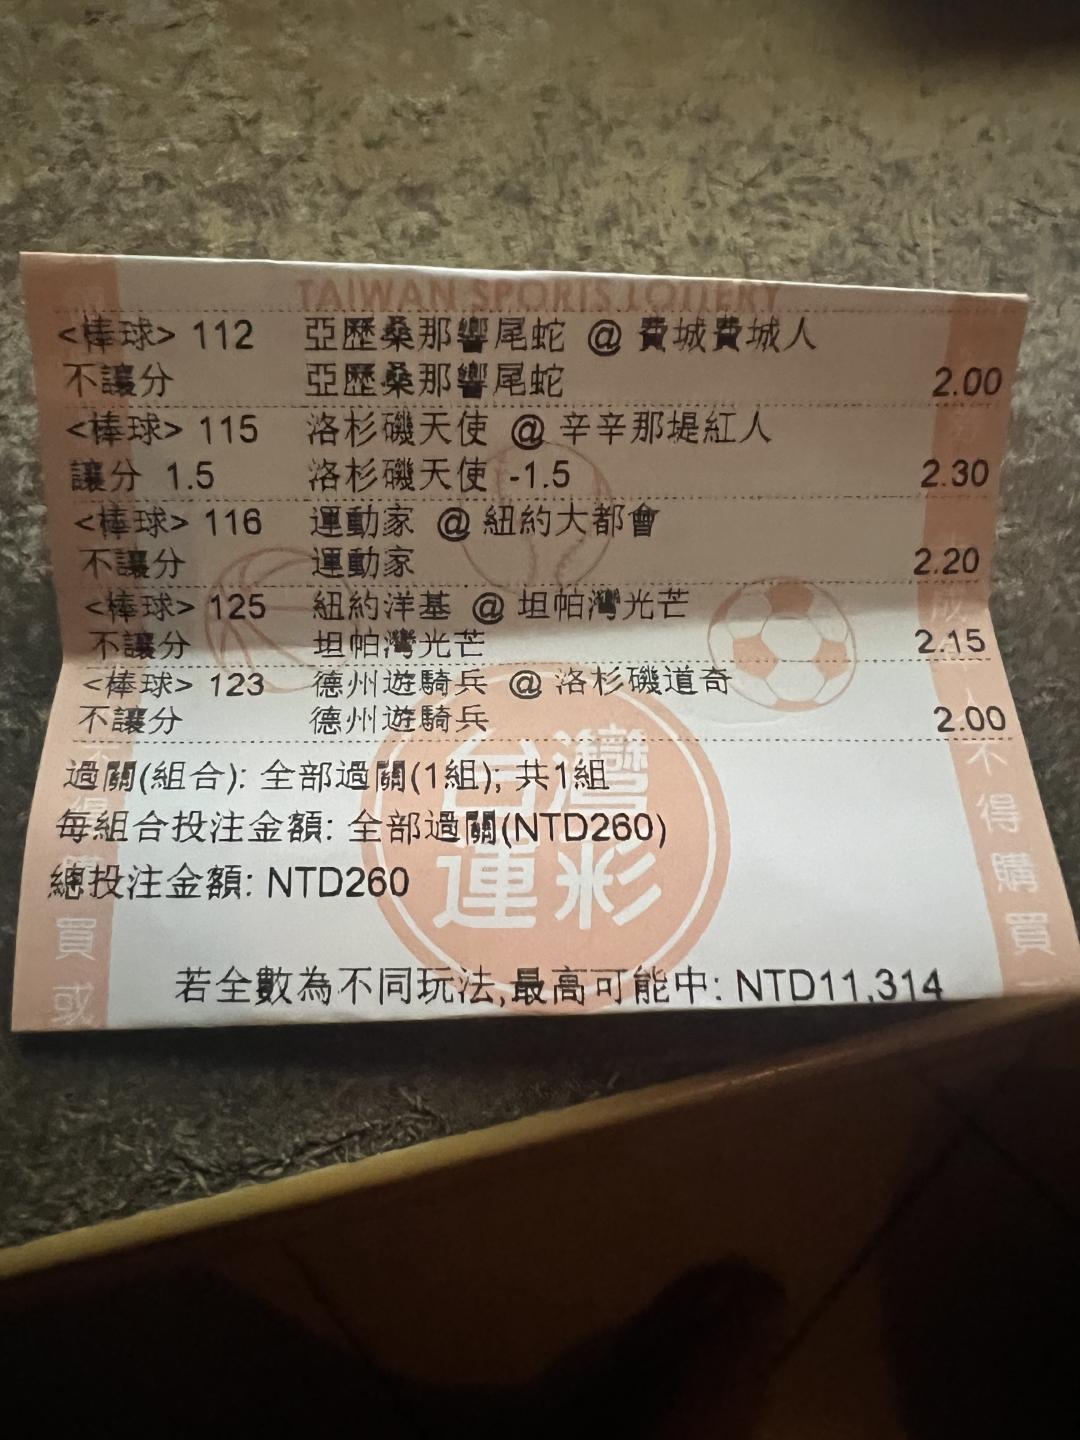 TAIWAN SPORTS LOTTERY
<棒球> 112 亞歷桑那響尾蛇 @ 費城費城人
不讓分 亞歷桑那響尾蛇 2.00
<棒球> 115 洛杉磯天使 @ 辛辛那堤紅人
讓分 1.5 洛杉磯天使 -1.5 2.30
<棒球> 116 運動家 @ 紐約大都會
不讓分 運動家 2.20
<棒球> 125 紐約洋基 @ 坦帕灣光芒
不讓分 坦帕灣光芒 2.15
<棒球> 123 德州遊騎兵 @ 洛杉磯道奇
不讓分 德州遊騎兵 2.00
過關(組合): 全部過關(1組); 共1組
每組合投注金額: 全部過關(NTD260)
總投注金額: NTD260
若全數為不同玩法,最高可能中: NTD11,314
台灣
運彩
不得購買
買或